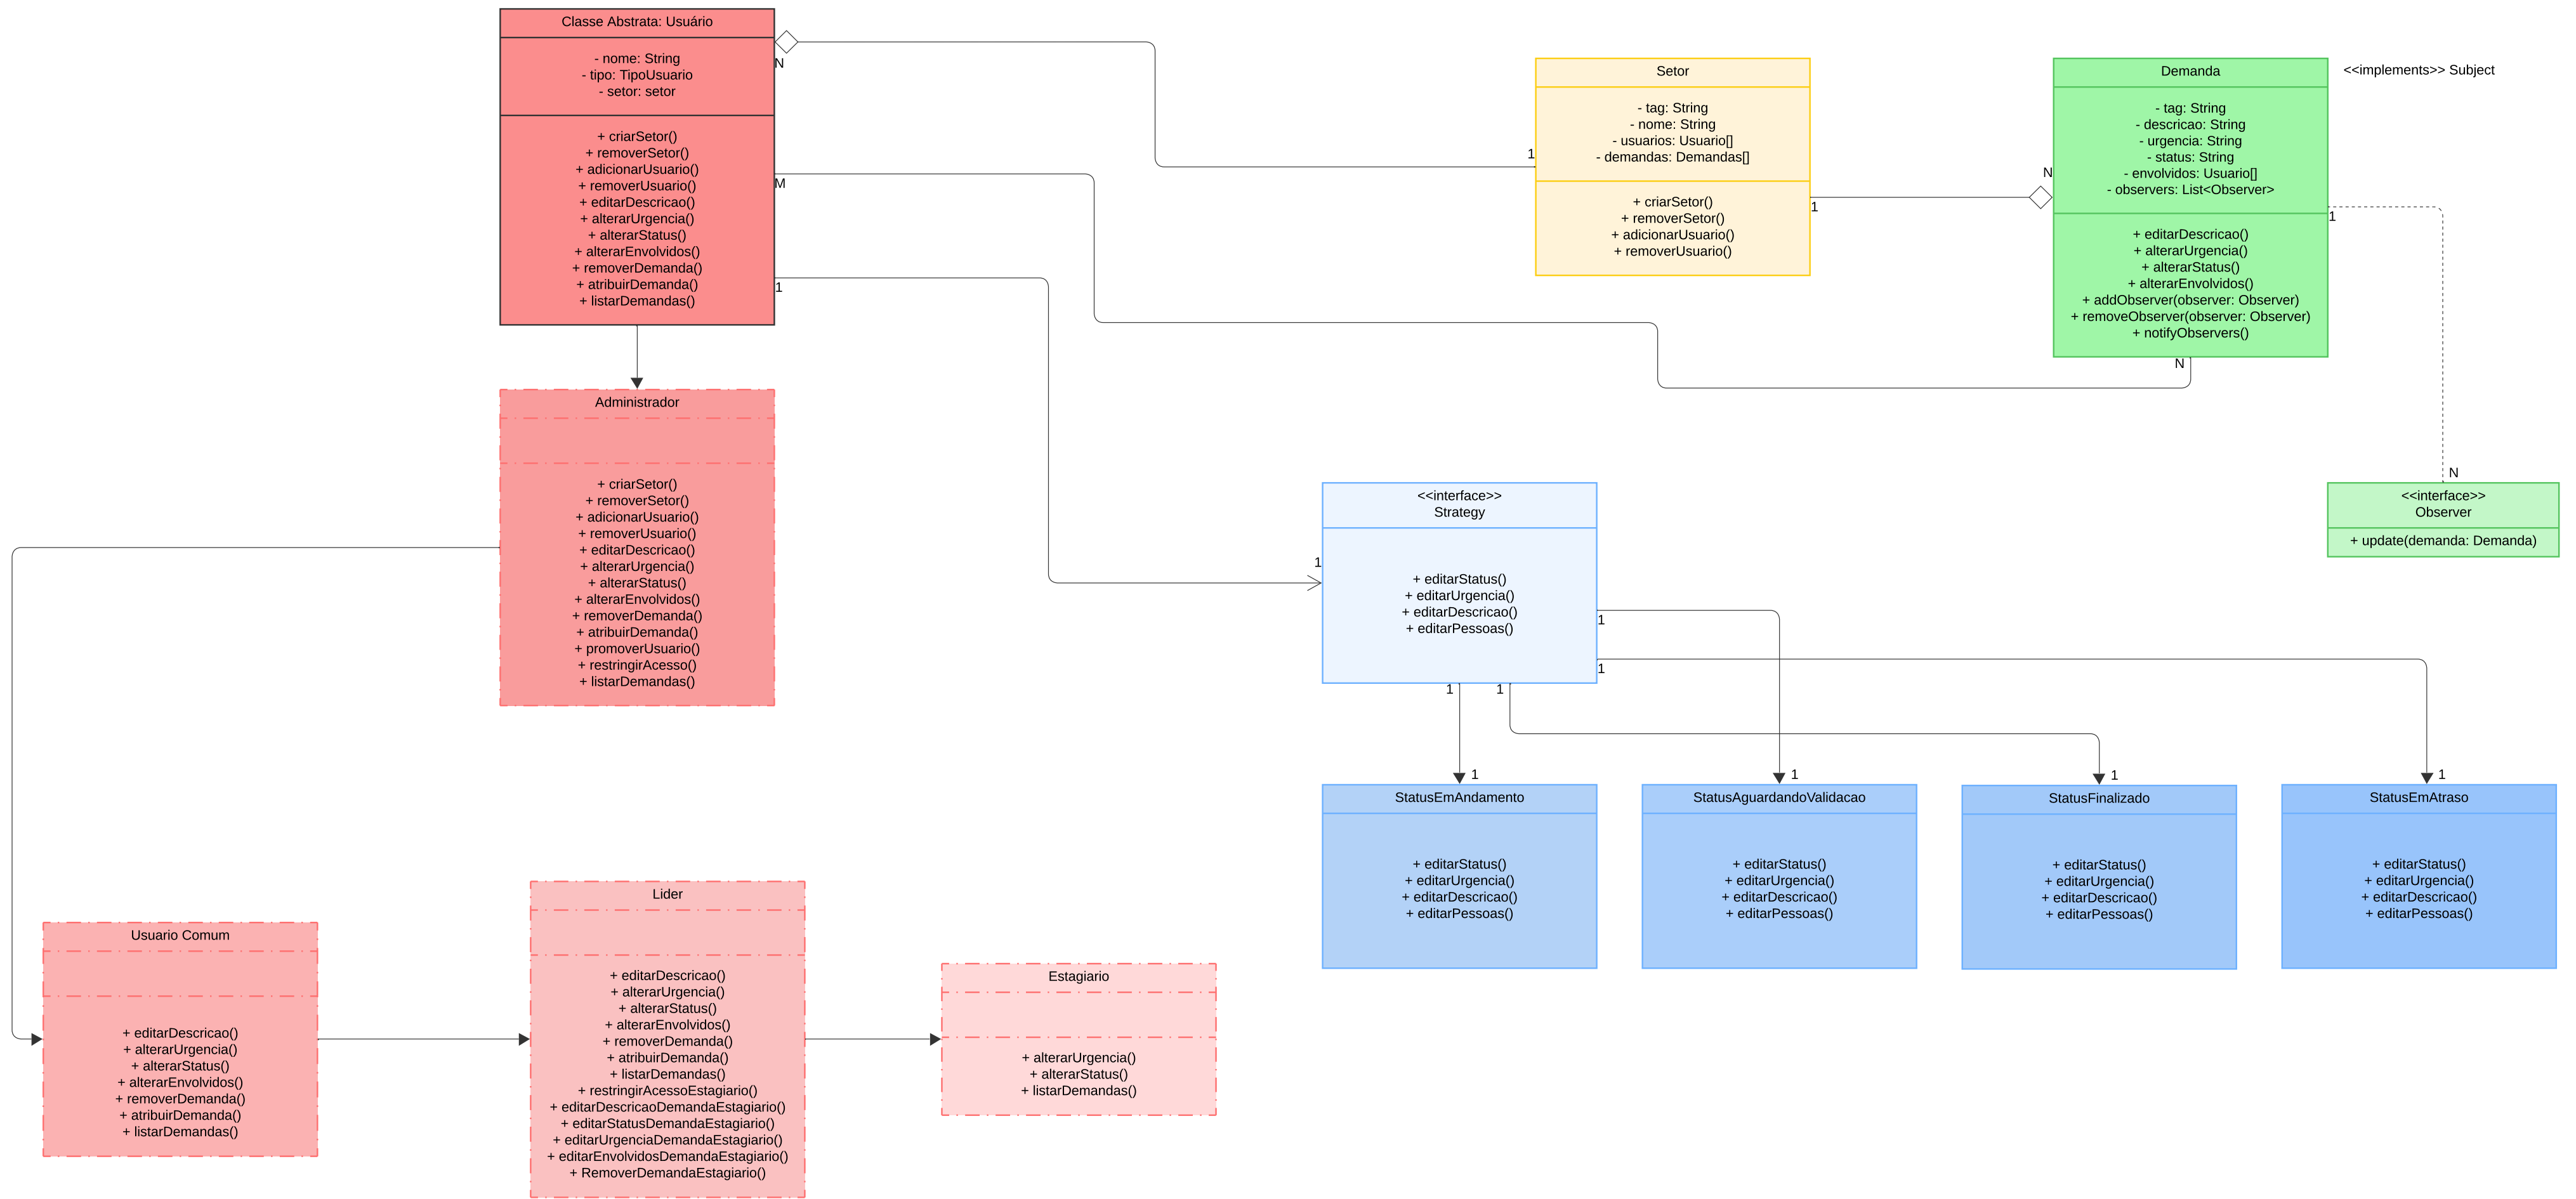 Classe Abstrata: Usuário
- nome: String
- tipo: TipoUsuario
- setor: setor
+ criarSetor()
+ removerSetor()
+ adicionarUsuario()
+ removerUsuario()
+ editarDescricao()
+ alterarUrgencia()
+ alterarStatus()
+ alterarEnvolvidos()
+ removerDemanda()
+ atribuirDemanda()
+ listarDemandas()
N
M
1
Setor
- tag: String
- nome: String
- usuarios: Usuario[]
- demandas: Demandas[]
+ criarSetor()
+ removerSetor()
+ adicionarUsuario()
+ removerUsuario()
1
1
Demanda
- tag: String
- descricao: String
- urgencia: String
- status: String
- envolvidos: Usuario[]
- observers: List<Observer>
+ editarDescricao()
+ alterarUrgencia()
+ alterarStatus()
+ alterarEnvolvidos()
+ addObserver(observer: Observer)
+ removeObserver(observer: Observer)
+ notifyObservers()
N
1
N
<<implements>> Subject
Administrador
+ criarSetor()
+ removerSetor()
+ adicionarUsuario()
+ removerUsuario()
+ editarDescricao()
+ alterarUrgencia()
+ alterarStatus()
+ alterarEnvolvidos()
+ removerDemanda()
+ atribuirDemanda()
+ promoverUsuario()
+ restringirAcesso()
+ listarDemandas()
<<interface>>
Strategy
+ editarStatus()
+ editarUrgencia()
+ editarDescricao()
+ editarPessoas()
1
1
1
1
1
N
<<interface>>
Observer
+ update(demanda: Demanda)
1
1
1
1
StatusEmAndamento
+ editarStatus()
+ editarUrgencia()
+ editarDescricao()
+ editarPessoas()
StatusAguardandoValidacao
+ editarStatus()
+ editarUrgencia()
+ editarDescricao()
+ editarPessoas()
StatusFinalizado
+ editarStatus()
+ editarUrgencia()
+ editarDescricao()
+ editarPessoas()
StatusEmAtraso
+ editarStatus()
+ editarUrgencia()
+ editarDescricao()
+ editarPessoas()
Usuario Comum
+ editarDescricao()
+ alterarUrgencia()
+ alterarStatus()
+ alterarEnvolvidos()
+ removerDemanda()
+ atribuirDemanda()
+ listarDemandas()
Lider
+ editarDescricao()
+ alterarUrgencia()
+ alterarStatus()
+ alterarEnvolvidos()
+ removerDemanda()
+ atribuirDemanda()
+ listarDemandas()
+ restringirAcessoEstagiario()
+ editarDescricaoDemandaEstagiario()
+ editarStatusDemandaEstagiario()
+ editarUrgenciaDemandaEstagiario()
+ editarEnvolvidosDemandaEstagiario()
+ RemoverDemandaEstagiario()
Estagiario
+ alterarUrgencia()
+ alterarStatus()
+ listarDemandas()